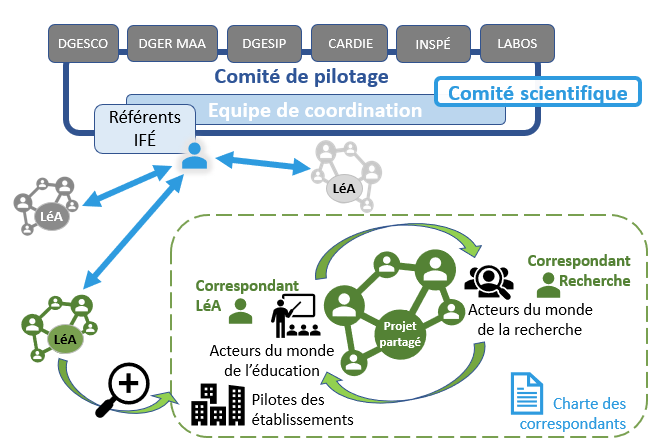 DGESCO
DGER MAA
DGESIP
CARDIE
INSPÉ
LABOS
Comité de pilotage
Comité scientifique
Equipe de coordination
Référents
IFÉ
LéA
LéA
LéA
Correspondant
LéA
Correspondant
Recherche
Projet
partagé
Acteurs du monde
de la recherche
Acteurs du monde
de l'éducation
Pilotes des
établissements
Charte des
correspondants